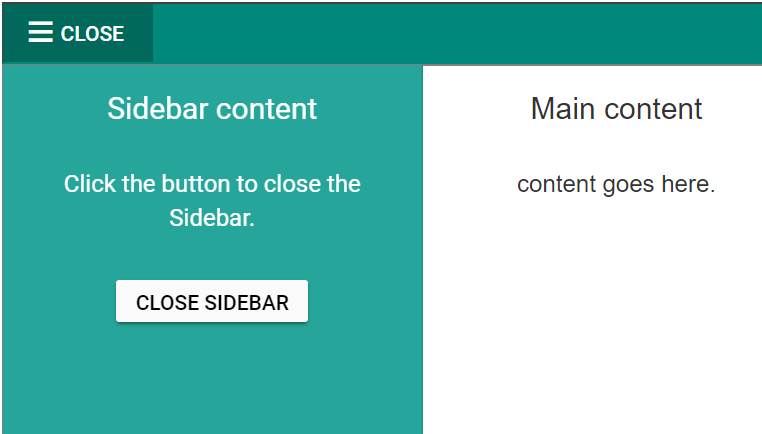 CLOSE
Sidebar content
Click the button to close the
Sidebar.
CLOSE SIDEBAR
Main content
content goes here.